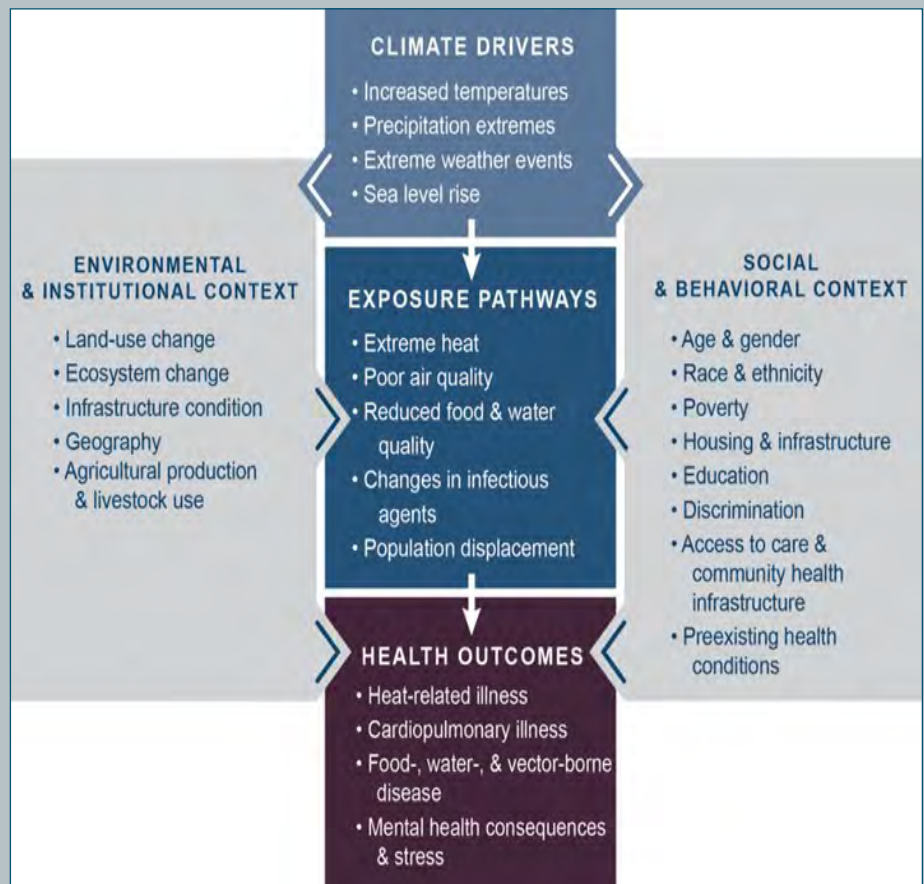 CLIMATE DRIVERS
• Increased temperatures
• Precipitation extremes
• Extreme weather events
• Sea level rise
ENVIRONMENTAL
& INSTITUTIONAL CONTEXT
• Land-use change
• Ecosystem change
• Infrastructure condition
• Geography
• Agricultural production
& livestock use
EXPOSURE PATHWAYS
• Extreme heat
• Poor air quality
• Reduced food & water
quality
• Changes in infectious
agents
• Population displacement
SOCIAL
& BEHAVIORAL CONTEXT
• Age & gender
• Race & ethnicity
• Poverty
• Housing & infrastructure
• Education
• Discrimination
• Access to care &
community health
infrastructure
• Preexisting health
conditions
HEALTH OUTCOMES
• Heat-related illness
• Cardiopulmonary illness
• Food-, water-, & vector-borne
disease
• Mental health consequences
& stress